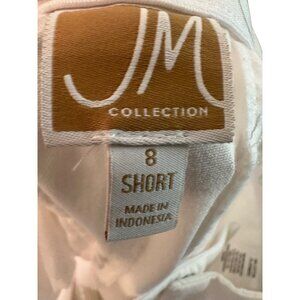 JM
COLLECTION
8
SHORT
MADE IN
INDONESIA